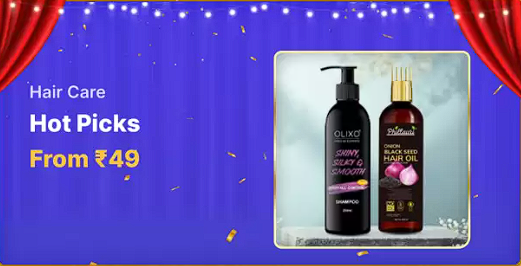 Hair Care
Hot Picks
From ₹49
OLIXO
SHINY,
SILKY &
SMOOTH
SHAMPOO
ONION
BLACK SEED
HAIR OIL